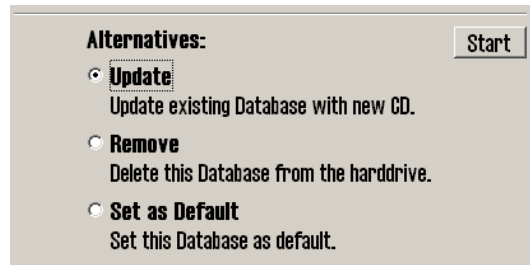 Alternatives:
Start
Update
Update existing Database with new CD.
Remove
Delete this Database from the harddrive.
Set as Default
Set this Database as default.